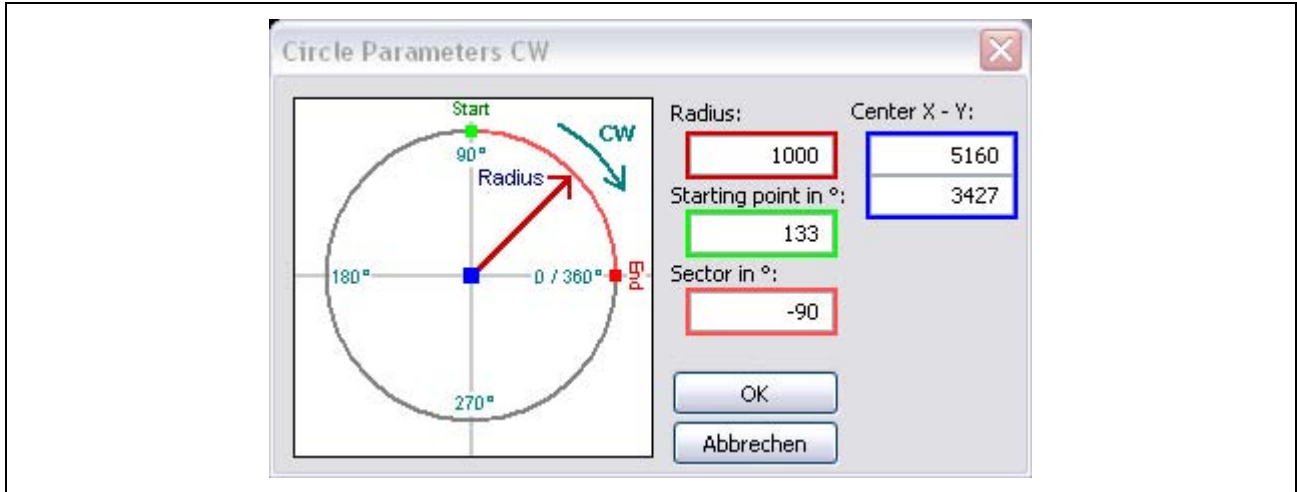 Circle Parameters CW
Start
CW
90°
Radius
180°
0 / 360°
End
270°
Radius:
1000
Starting point in °:
133
Sector in °:
-90
Center X - Y:
5160
3427
OK
Abbrechen